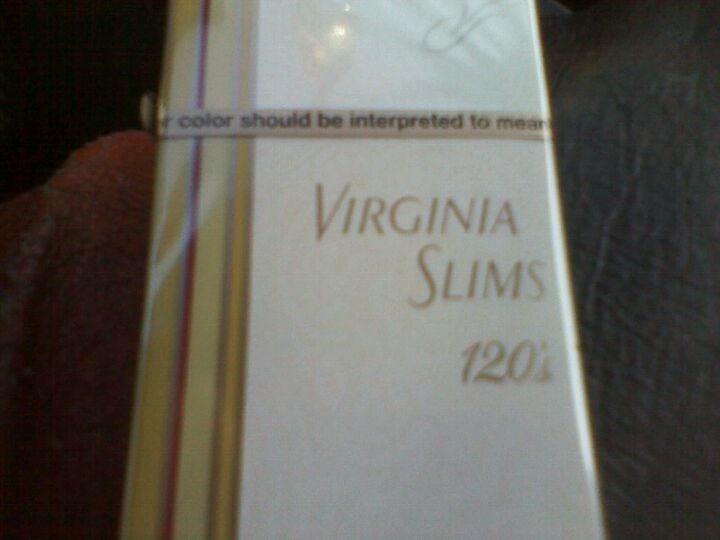 color should be interpreted to mean
VIRGINIA
SLIMS
120's